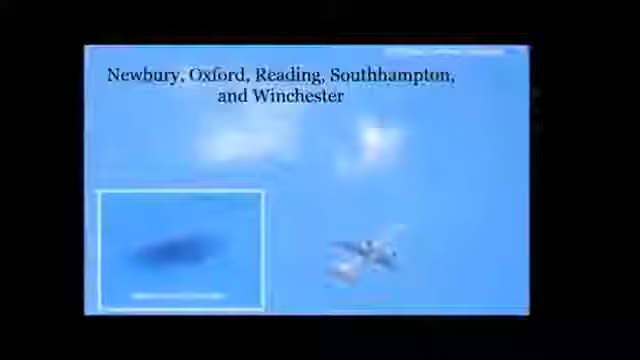 Newbury, Oxford, Reading, Southhampton,
and Winchester